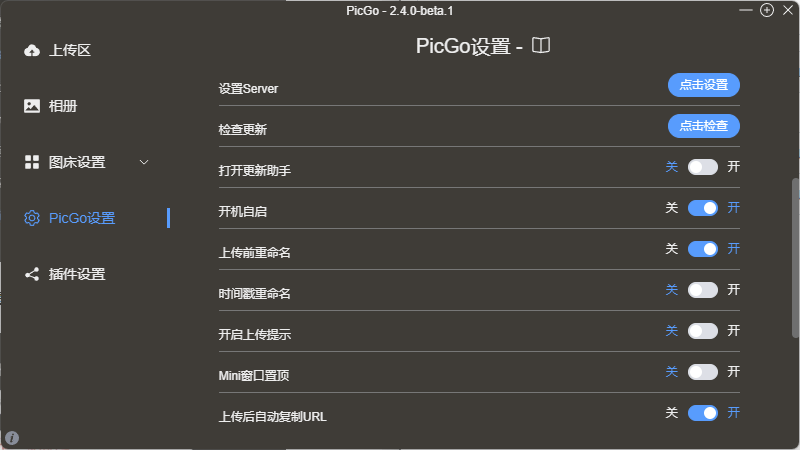 PicGo - 2.4.0-beta.1
上传区
相册
图床设置
PicGo设置
插件设置
PicGo设置 -
设置Server 点击设置
检查更新 点击检查
打开更新助手 关 开
开机自启 关 开
上传前重命名 关 开
时间戳重命名 关 开
开启上传提示 关 开
Mini窗口置顶 关 开
上传后自动复制URL 关 开